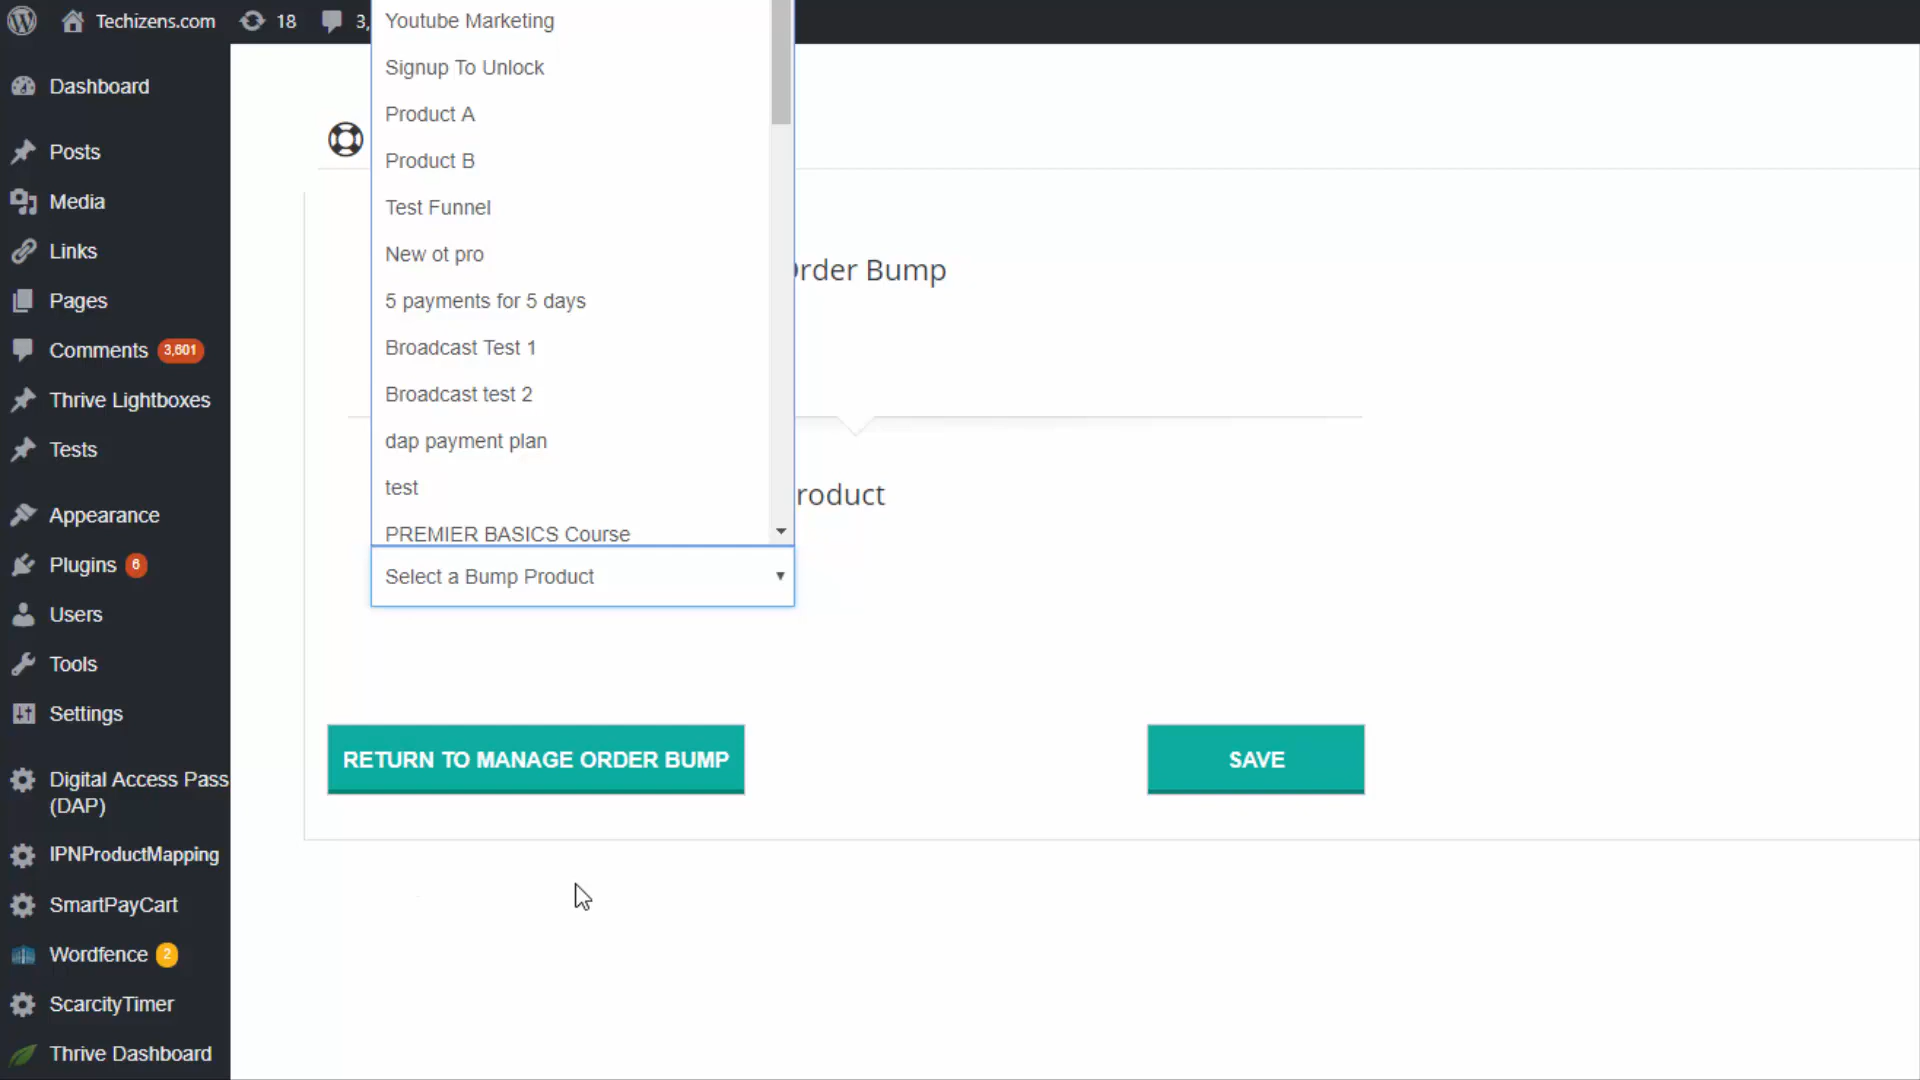 Techizens.com 18 3,
Dashboard
Posts
Media
Links
Pages
Comments 3,601
Thrive Lightboxes
Tests
Appearance
Plugins 6
Users
Tools
Settings
Digital Access Pass
(DAP)
IPNProductMapping
SmartPayCart
Wordfence 2
ScarcityTimer
Thrive Dashboard
Youtube Marketing
Signup To Unlock
Product A
Product B
Test Funnel
New ot pro
5 payments for 5 days
Broadcast Test 1
Broadcast test 2
dap payment plan
test
PREMIER BASICS Course
Select a Bump Product
Order Bump
roduct
RETURN TO MANAGE ORDER BUMP
SAVE